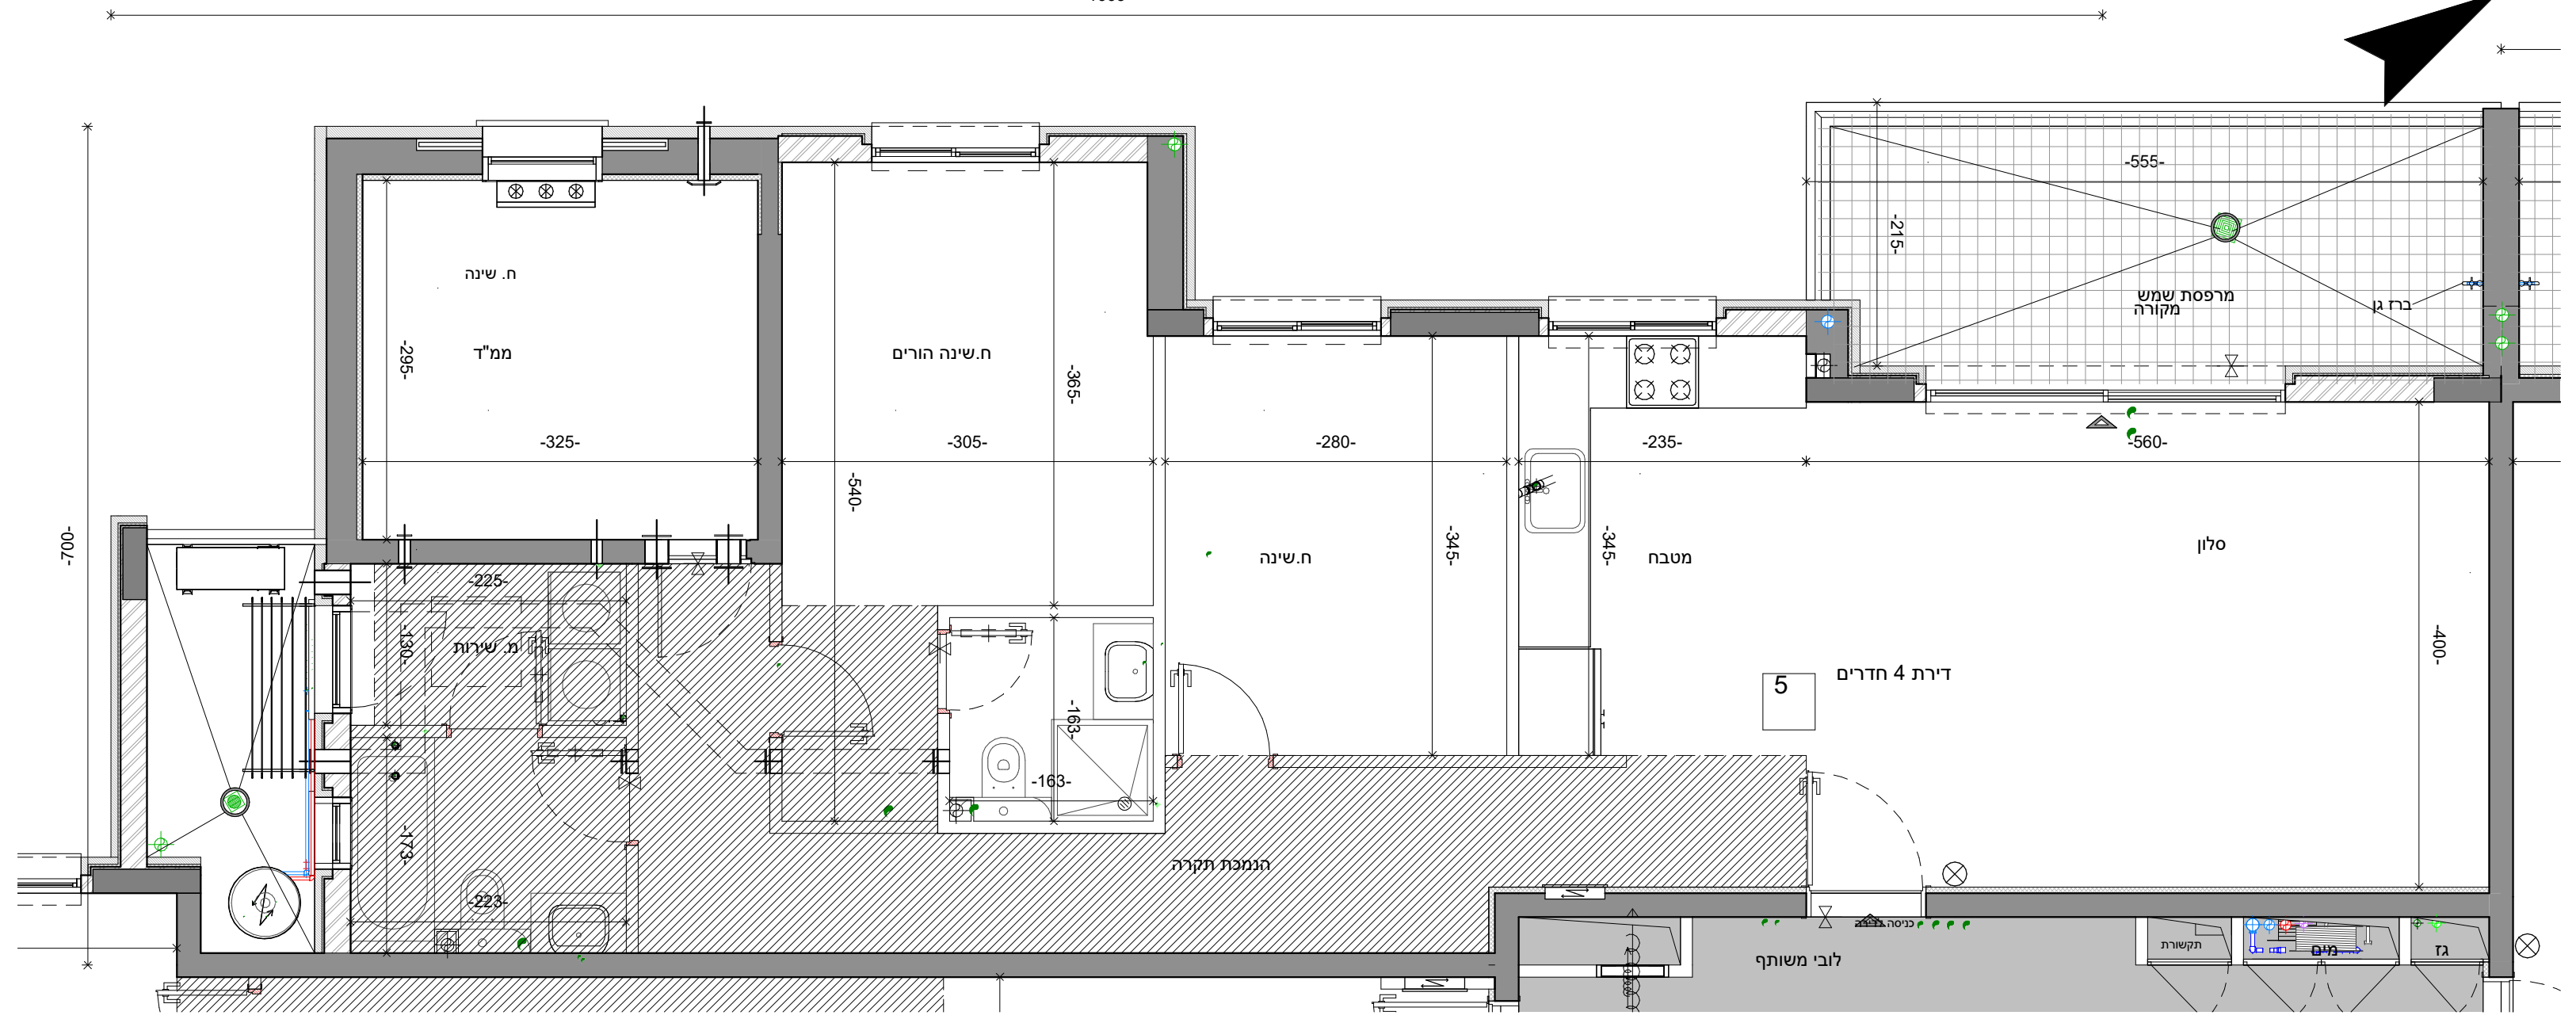 -555-
-215-
מרפסת שמש
מקורה
ברז גן
ח. שינה
ממ"ד
-295-
-325-
ח.שינה הורים
-365-
-305-
-540-
-280-
-345-
ח.שינה
-235-
-345-
מטבח
-560-
סלון
-400-
-700-
-225-
-130-
מ. שירות
דירת 4 חדרים
5
-163-
-163-
-173-
-223-
הנמכת תקרה
לובי משותף
תקשורת
מים
גז